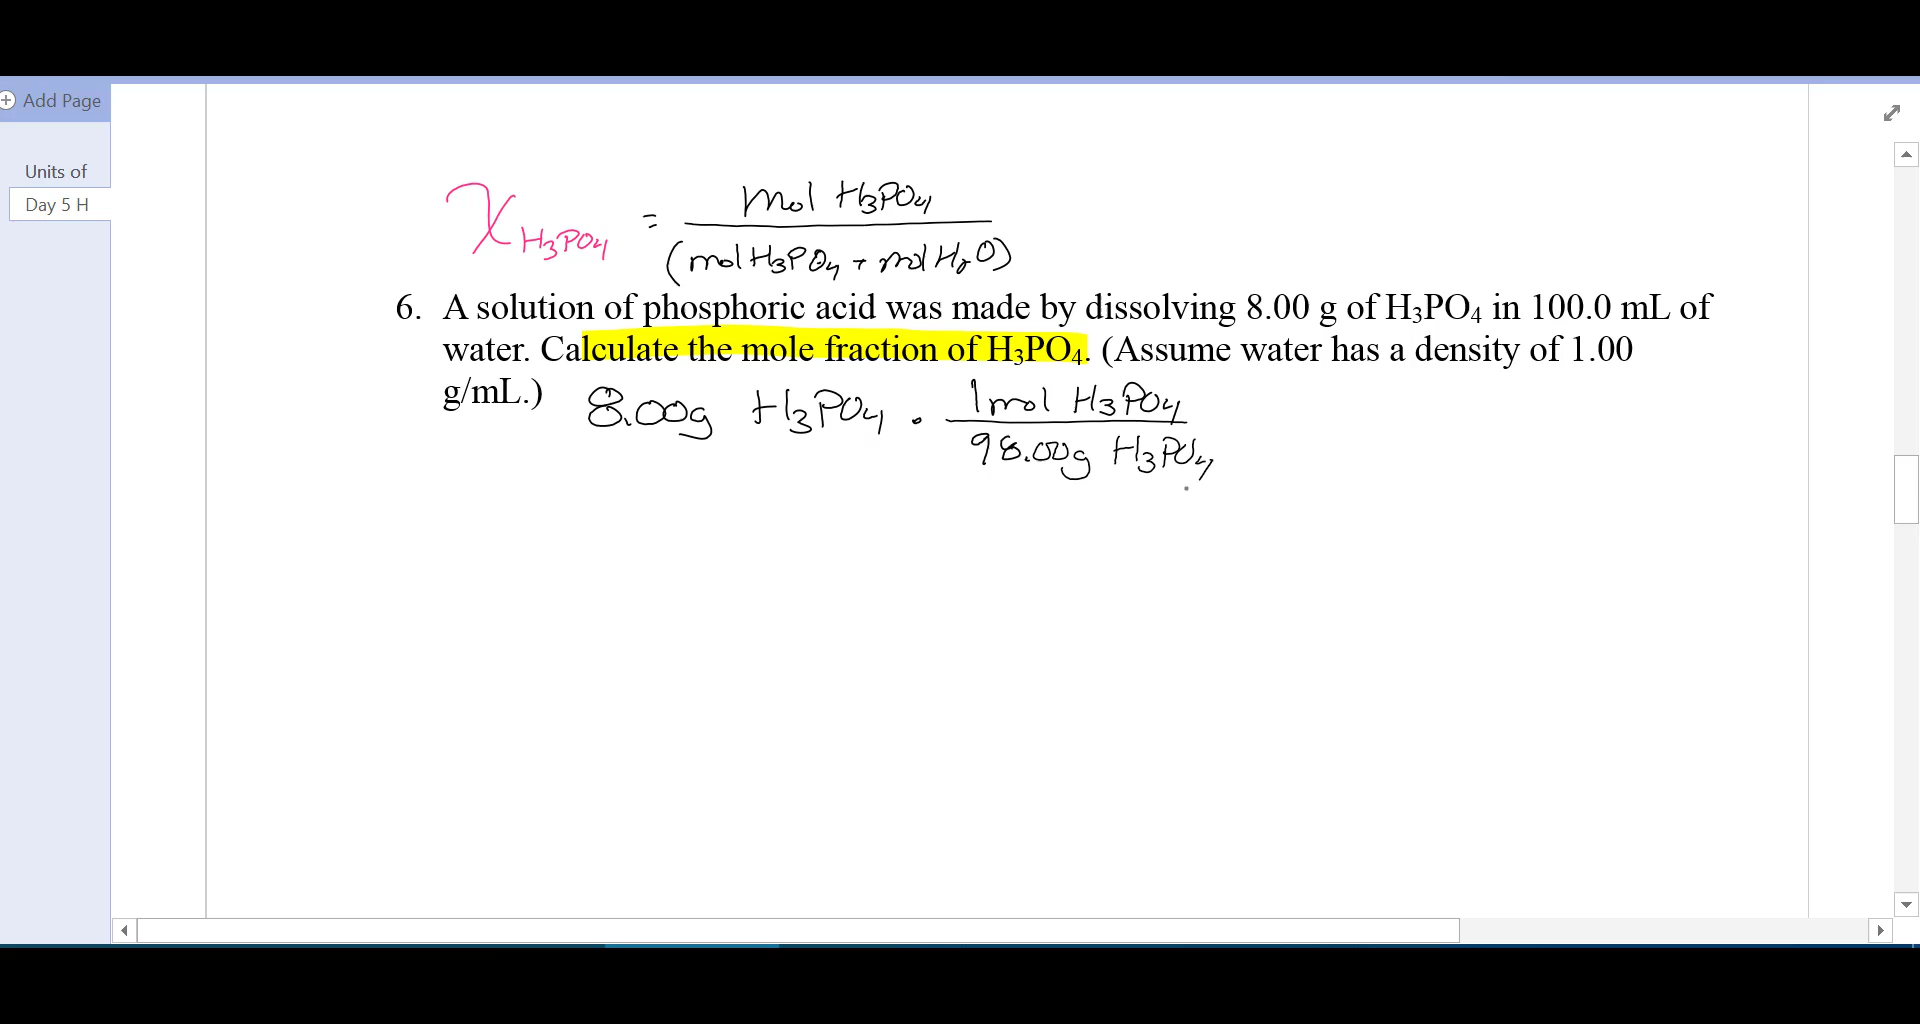 Add Page
Units of
Day 5 H
χ H₃PO₄ = mol H₃PO₄
(mol H₃PO₄ + mol H₂O)
6. A solution of phosphoric acid was made by dissolving 8.00 g of H₃PO₄ in 100.0 mL of
water. Calculate the mole fraction of H₃PO₄. (Assume water has a density of 1.00
g/mL.)
8.00g H₃PO₄ · 1 mol H₃PO₄
98.00g H₃PO₄